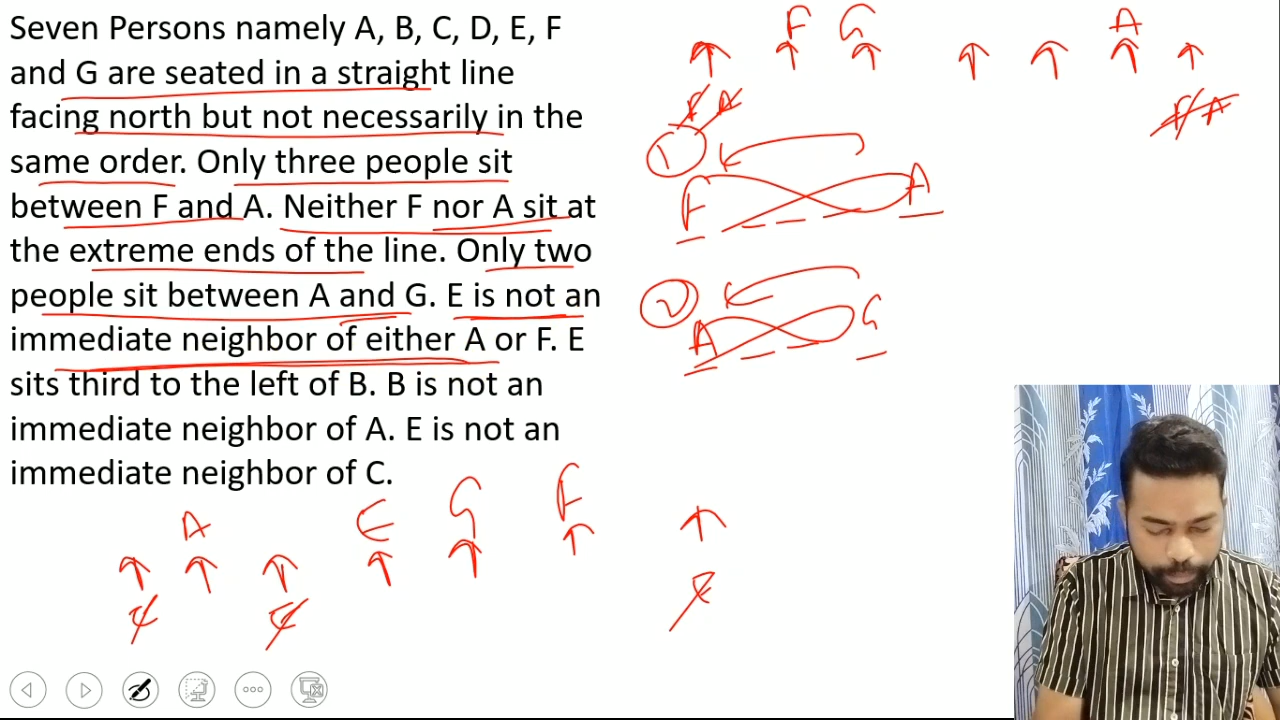 Seven Persons namely A, B, C, D, E, F
and G are seated in a straight line
facing north but not necessarily in the
same order. Only three people sit
between F and A. Neither F nor A sit at
the extreme ends of the line. Only two
people sit between A and G. E is not an
immediate neighbor of either A or F. E
sits third to the left of B. B is not an
immediate neighbor of A. E is not an
immediate neighbor of C.
F G A
F A F A
1
F A
2
A G
A E G F
E E E